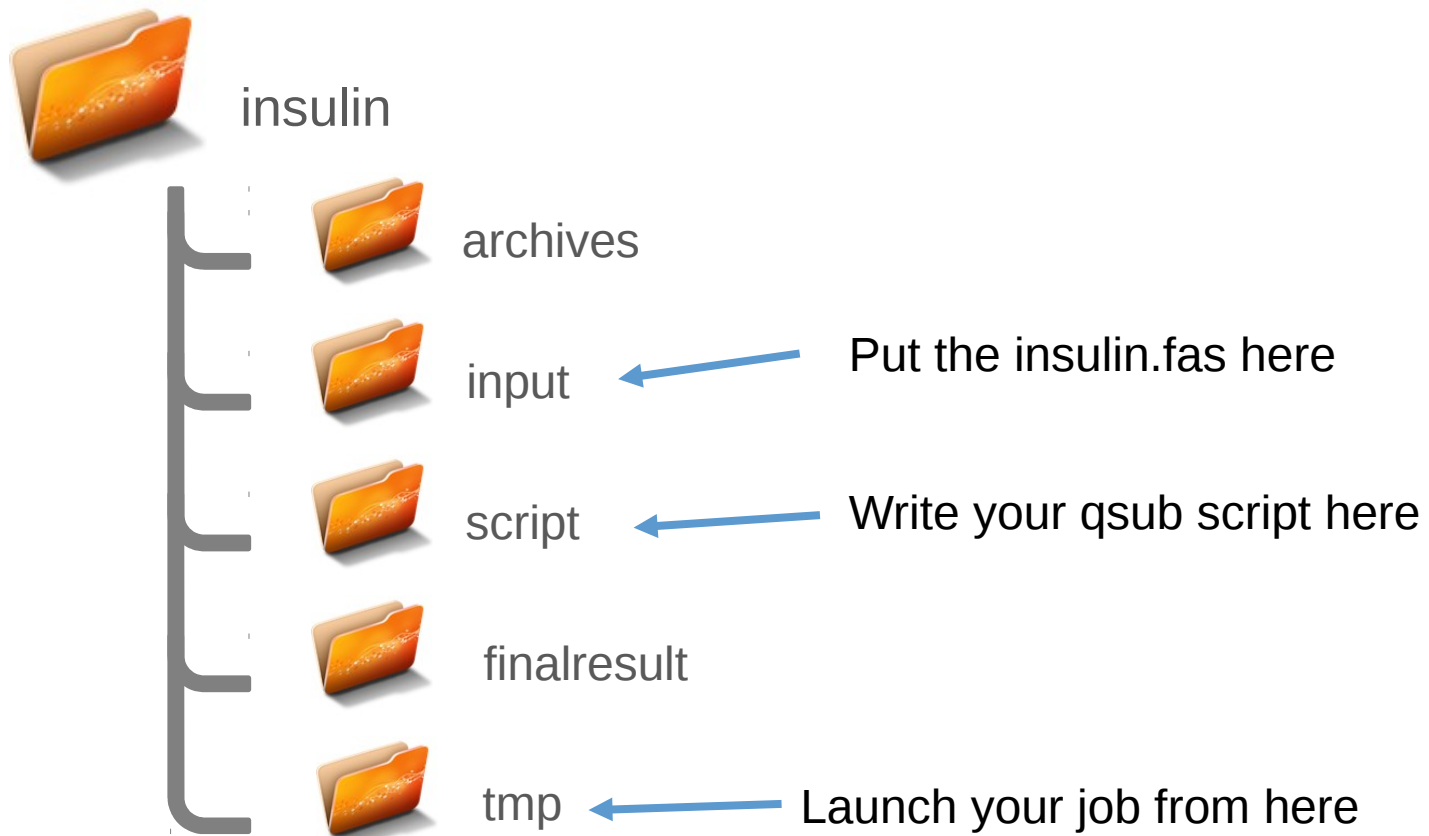 insulin
archives
input
Put the insulin.fas here
script
Write your qsub script here
finalresult
tmp
Launch your job from here